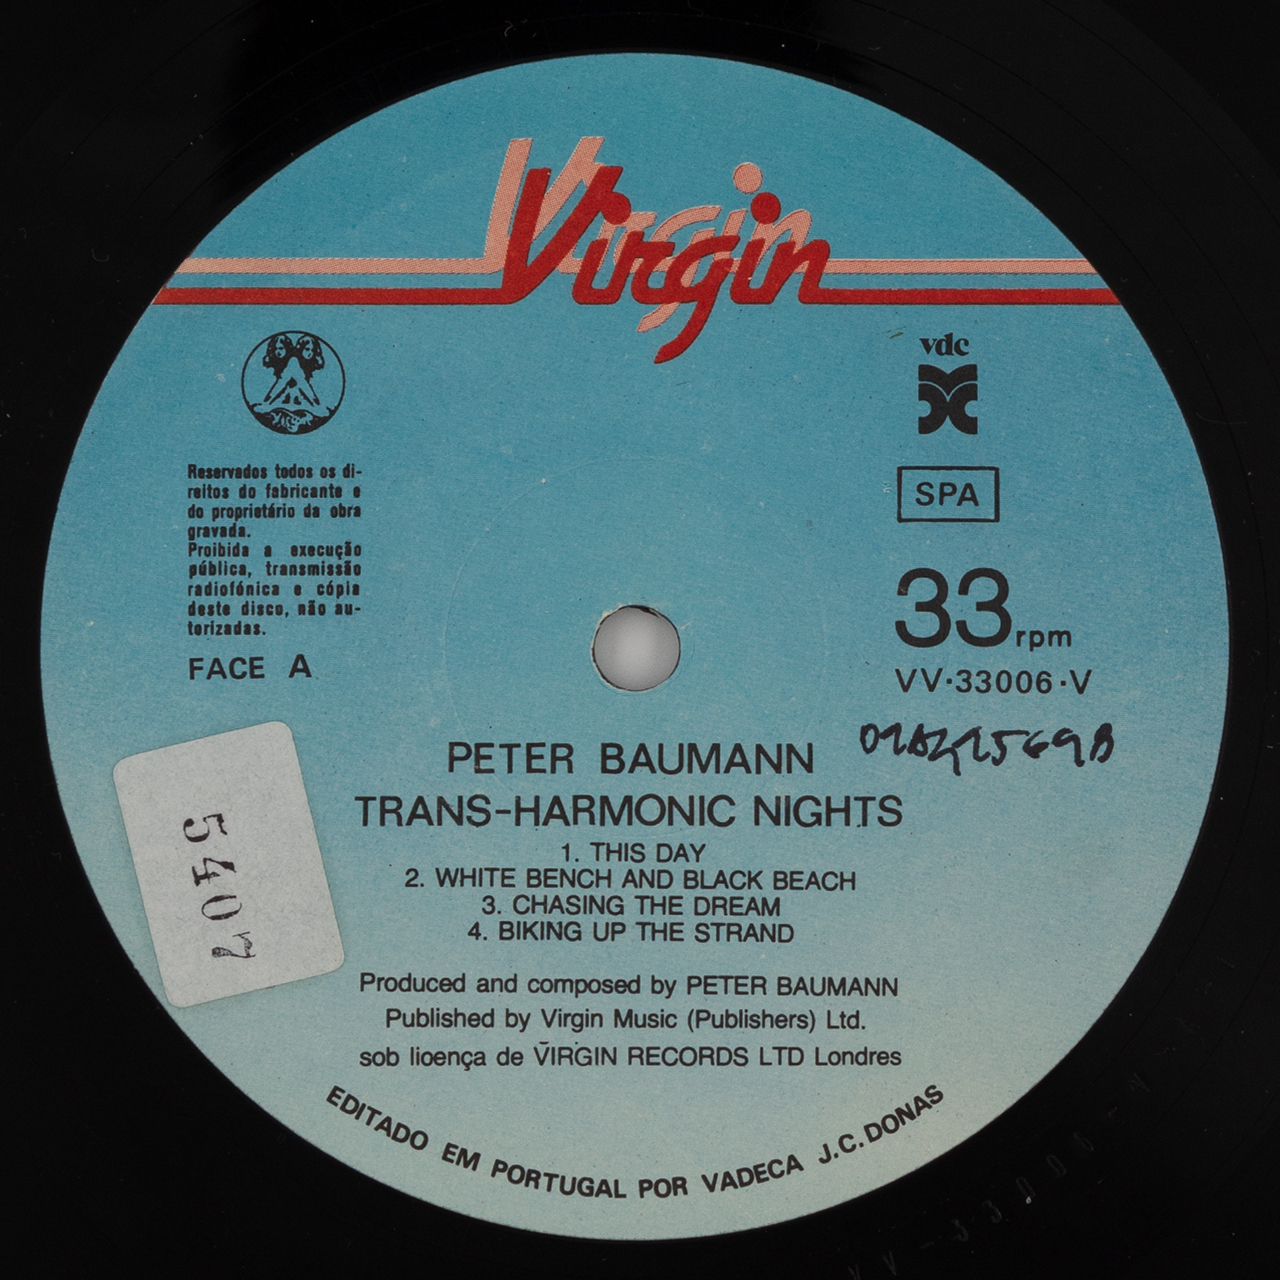 Virgin
vdc
Reservados todos os di-
reitos do fabricante e
do proprietário da obra
gravada.
Proibida a execução
pública, transmissão
radiofónica e cópia
deste disco, não au-
torizadas.
FACE A
SPA
33 rpm
VV·33006·V
5407
PETER BAUMANN
TRANS-HARMONIC NIGHTS
1. THIS DAY
2. WHITE BENCH AND BLACK BEACH
3. CHASING THE DREAM
4. BIKING UP THE STRAND
Produced and composed by PETER BAUMANN
Published by Virgin Music (Publishers) Ltd.
sob licença de VIRGIN RECORDS LTD Londres
EDITADO EM PORTUGAL POR VADECA J.C. DONAS